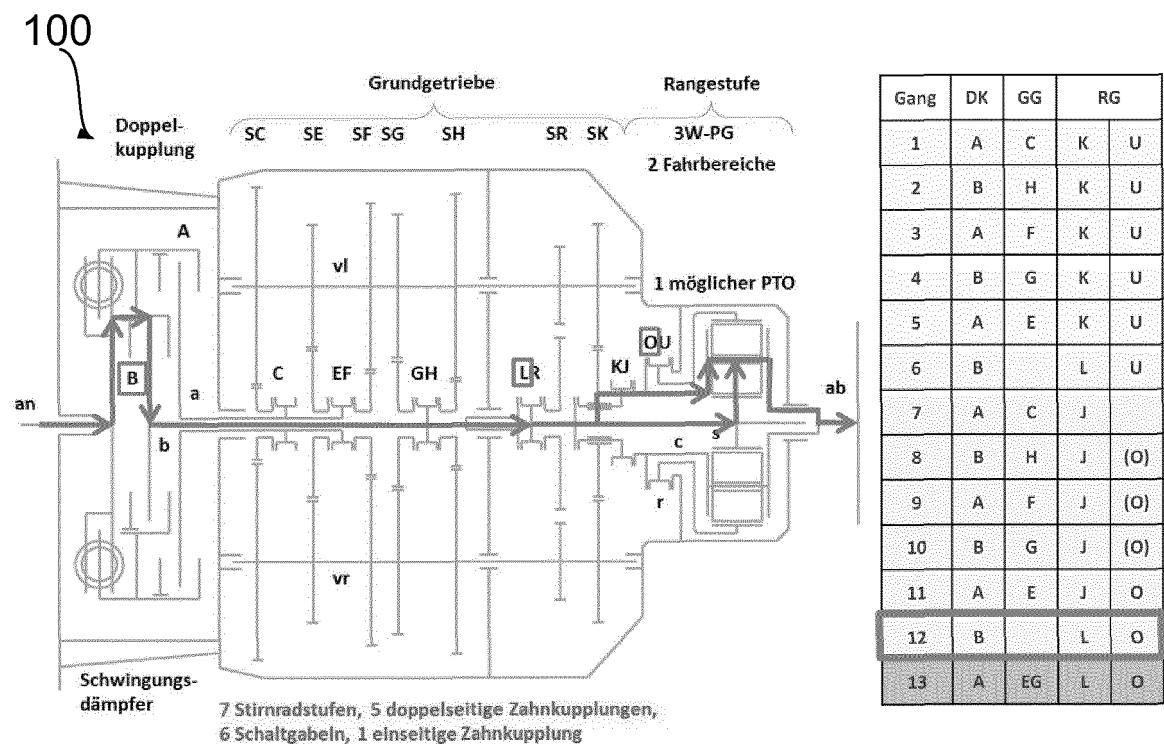 100
Grundgetriebe
Rangestufe
Doppel-
kupplung
SC SE SF SG SH SR SK 3W-PG
2 Fahrbereiche
A
vl
1 möglicher PTO
OU
B C EF GH LR KJ
an a ab
b c s
r
vr
Schwingungs-
dämpfer
7 Stirnradstufen, 5 doppelseitige Zahnkupplungen,
6 Schaltgabeln, 1 einseitige Zahnkupplung
Gang DK GG RG
1 A C K U
2 B H K U
3 A F K U
4 B G K U
5 A E K U
6 B L U
7 A C J
8 B H J (O)
9 A F J (O)
10 B G J (O)
11 A E J O
12 B L O
13 A EG L O